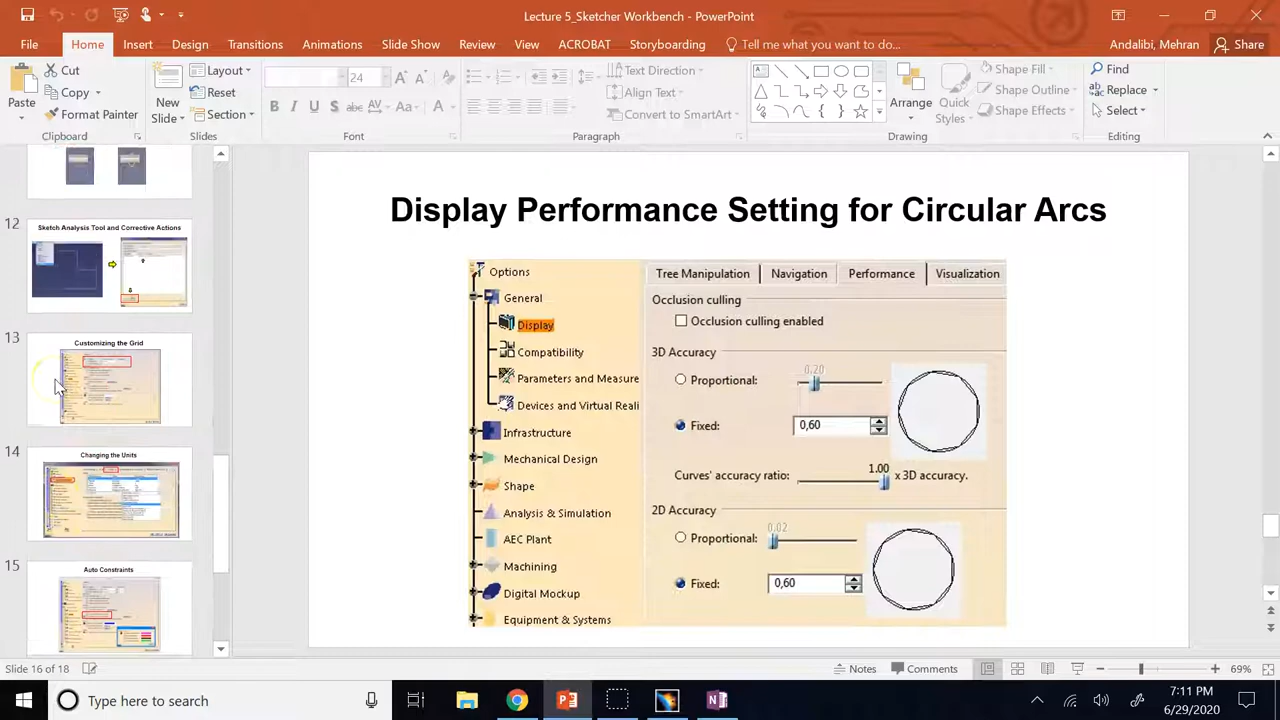 Lecture 5_Sketcher Workbench - PowerPoint
File Home Insert Design Transitions Animations Slide Show Review View ACROBAT Storyboarding Tell me what you want to do... Andalibi, Mehran Share
Paste Cut Copy Format Painter
Clipboard
New Slide Layout Reset Section
Slides
24
B I U S abc AV Aa A
Font
Text Direction
Align Text
Convert to SmartArt
Paragraph
Arrange Quick Styles Shape Fill Shape Outline Shape Effects
Drawing
Find
Replace
Select
Editing
12
Sketch Analysis Tool and Corrective Actions
13
Customizing the Grid
14
Changing the Units
15
Auto Constraints
Display Performance Setting for Circular Arcs
Options
General
Display
Compatibility
Parameters and Measure
Devices and Virtual Reali
Infrastructure
Mechanical Design
Shape
Analysis & Simulation
AEC Plant
Machining
Digital Mockup
Equipment & Systems
Tree Manipulation Navigation Performance Visualization
Occlusion culling
Occlusion culling enabled
3D Accuracy
0.20
Proportional:
Fixed: 0,60
1.00
Curves' accuracy ratio: x 3D accuracy.
2D Accuracy
0.02
Proportional:
Fixed: 0,60
Slide 16 of 18 Notes Comments 69%
Type here to search
7:11 PM
6/29/2020